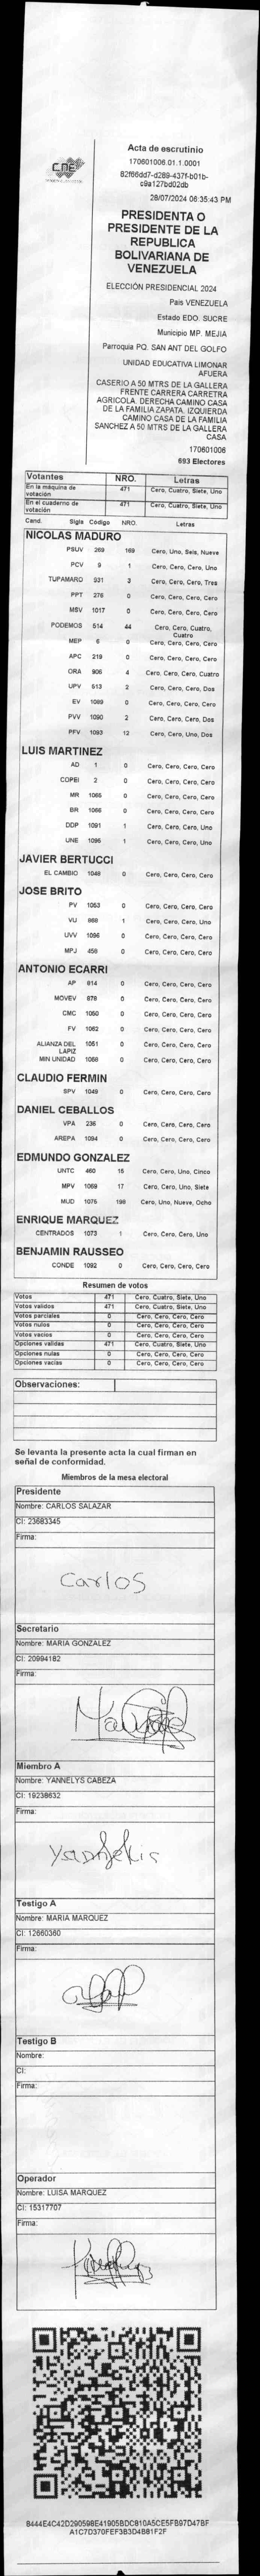 CNE
Acta de escrutinio
170601006.01.1.0001
82f66dd7-d289-437f-b01b-
c9a127bd02db
28/07/2024 06:35:43 PM
PRESIDENTA O
PRESIDENTE DE LA
REPUBLICA
BOLIVARIANA DE
VENEZUELA
ELECCIÓN PRESIDENCIAL 2024
País VENEZUELA
Estado EDO. SUCRE
Municipio MP. MEJIA
Parroquia PQ. SAN ANT DEL GOLFO
UNIDAD EDUCATIVA LIMONAR
AFUERA
CASERIO A 50 MTRS DE LA GALLERA
FRENTE CARRERA CARRETRA
AGRICOLA. DERECHA CAMINO CASA
DE LA FAMILIA ZAPATA. IZQUIERDA
CAMINO CASA DE LA FAMILIA
SANCHEZ A 50 MTRS DE LA GALLERA
CASA
170601006
693 Electores
Votantes NRO. Letras
En la máquina de votación 471 Cero, Cuatro, Siete, Uno
En el cuaderno de votación 471 Cero, Cuatro, Siete, Uno
Cand. Sigla Código NRO. Letras
NICOLAS MADURO
PSUV 269 169 Cero, Uno, Seis, Nueve
PCV 9 1 Cero, Cero, Cero, Uno
TUPAMARO 931 3 Cero, Cero, Cero, Tres
PPT 276 0 Cero, Cero, Cero, Cero
MSV 1017 0 Cero, Cero, Cero, Cero
PODEMOS 514 44 Cero, Cero, Cuatro, Cuatro
MEP 6 0 Cero, Cero, Cero, Cero
APC 219 0 Cero, Cero, Cero, Cero
ORA 906 4 Cero, Cero, Cero, Cuatro
UPV 613 2 Cero, Cero, Cero, Dos
EV 1089 0 Cero, Cero, Cero, Cero
PVV 1090 2 Cero, Cero, Cero, Dos
PFV 1093 12 Cero, Cero, Uno, Dos
LUIS MARTINEZ
AD 1 0 Cero, Cero, Cero, Cero
COPEI 2 0 Cero, Cero, Cero, Cero
MR 1065 0 Cero, Cero, Cero, Cero
BR 1066 0 Cero, Cero, Cero, Cero
DDP 1091 1 Cero, Cero, Cero, Uno
UNE 1095 1 Cero, Cero, Cero, Uno
JAVIER BERTUCCI
EL CAMBIO 1048 0 Cero, Cero, Cero, Cero
JOSE BRITO
PV 1053 0 Cero, Cero, Cero, Cero
VU 868 1 Cero, Cero, Cero, Uno
UVV 1096 0 Cero, Cero, Cero, Cero
MPJ 458 0 Cero, Cero, Cero, Cero
ANTONIO ECARRI
AP 814 0 Cero, Cero, Cero, Cero
MOVEV 878 0 Cero, Cero, Cero, Cero
CMC 1050 0 Cero, Cero, Cero, Cero
FV 1062 0 Cero, Cero, Cero, Cero
ALIANZA DEL LAPIZ 1051 0 Cero, Cero, Cero, Cero
MIN UNIDAD 1068 0 Cero, Cero, Cero, Cero
CLAUDIO FERMIN
SPV 1049 0 Cero, Cero, Cero, Cero
DANIEL CEBALLOS
VPA 236 0 Cero, Cero, Cero, Cero
AREPA 1094 0 Cero, Cero, Cero, Cero
EDMUNDO GONZALEZ
UNTC 460 15 Cero, Cero, Uno, Cinco
MPV 1069 17 Cero, Cero, Uno, Siete
MUD 1075 198 Cero, Uno, Nueve, Ocho
ENRIQUE MARQUEZ
CENTRADOS 1073 1 Cero, Cero, Cero, Uno
BENJAMIN RAUSSEO
CONDE 1092 0 Cero, Cero, Cero, Cero
Resumen de votos
Votos 471 Cero, Cuatro, Siete, Uno
Votos validos 471 Cero, Cuatro, Siete, Uno
Votos parciales 0 Cero, Cero, Cero, Cero
Votos nulos 0 Cero, Cero, Cero, Cero
Votos vacios 0 Cero, Cero, Cero, Cero
Opciones validas 471 Cero, Cuatro, Siete, Uno
Opciones nulas 0 Cero, Cero, Cero, Cero
Opciones vacias 0 Cero, Cero, Cero, Cero
Observaciones:
Se levanta la presente acta la cual firman en
señal de conformidad.
Miembros de la mesa electoral
Presidente
Nombre: CARLOS SALAZAR
CI: 23683345
Firma:
Carlos
Secretario
Nombre: MARIA GONZALEZ
CI: 20994182
Firma:
Miembro A
Nombre: YANNELYS CABEZA
CI: 19238632
Firma:
Testigo A
Nombre: MARIA MARQUEZ
CI: 12660360
Firma:
Testigo B
Nombre:
CI:
Firma:
Operador
Nombre: LUISA MARQUEZ
CI: 15317707
Firma:
8444E4C42D290598E41905BDC810A5CE5FB97D47BF
A1C7D370FEF3B3D4B81F2F